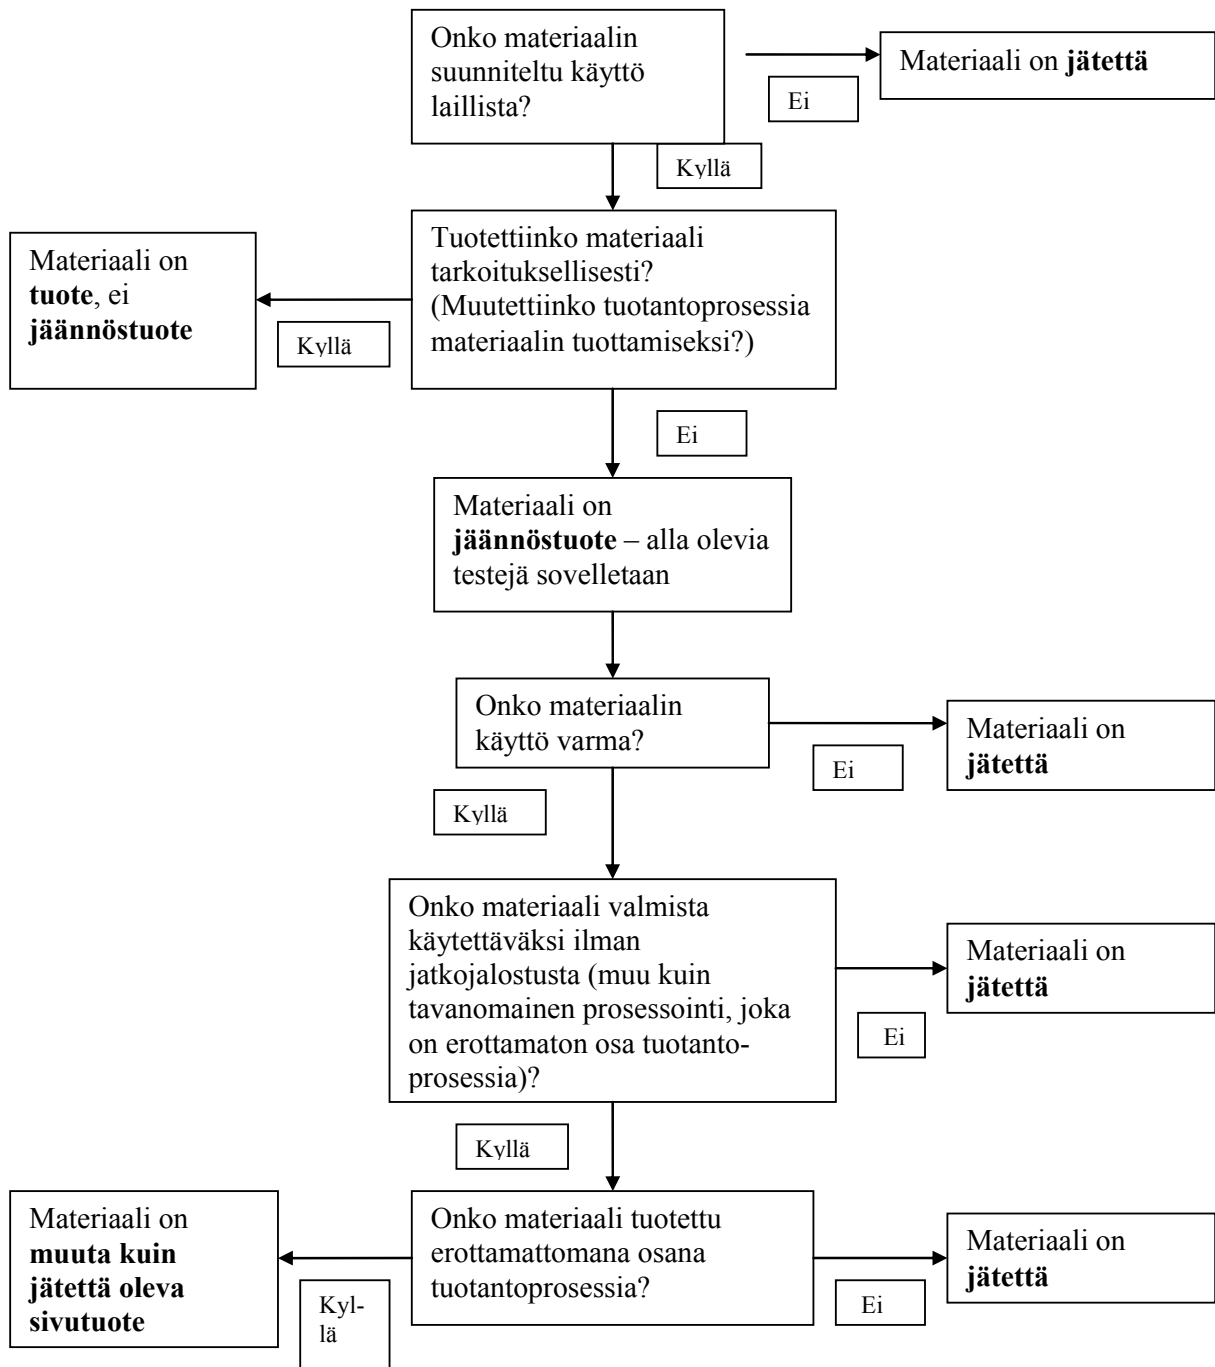 Onko materiaalin
suunniteltu käyttö
laillista?
Ei
Materiaali on jätettä
Kyllä
Tuotettiinko materiaali
tarkoituksellisesti?
(Muutettiinko tuotantoprosessia
materiaalin tuottamiseksi?)
Kyllä
Materiaali on
tuote, ei
jäännöstuote
Ei
Materiaali on
jäännöstuote – alla olevia
testejä sovelletaan
Onko materiaalin
käyttö varma?
Ei
Materiaali on
jätettä
Kyllä
Onko materiaali valmista
käytettäväksi ilman
jatkojalostusta (muu kuin
tavanomainen prosessointi, joka
on erottamaton osa tuotanto-
prosessia)?
Ei
Materiaali on
jätettä
Kyllä
Onko materiaali tuotettu
erottamattomana osana
tuotantoprosessia?
Ei
Materiaali on
jätettä
Kyl-
lä
Materiaali on
muuta kuin
jätettä oleva
sivutuote